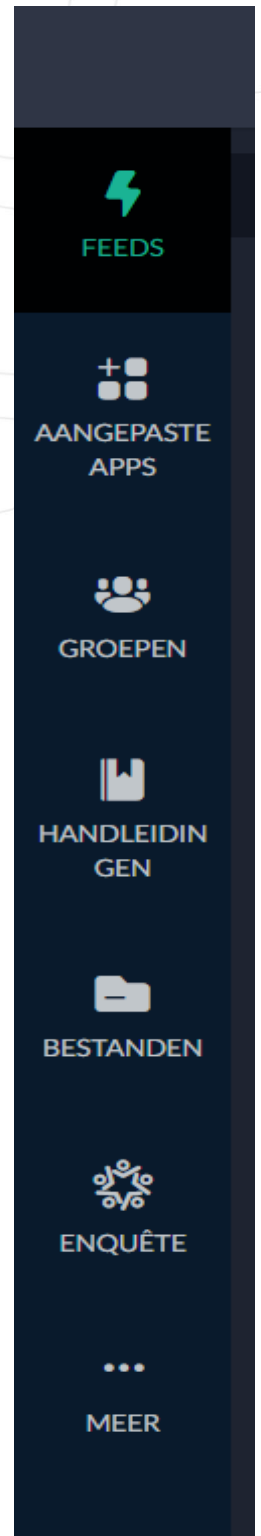 FEEDS
AANGEPASTE
APPS
GROEPEN
HANDLEIDIN
GEN
BESTANDEN
ENQUÊTE
MEER